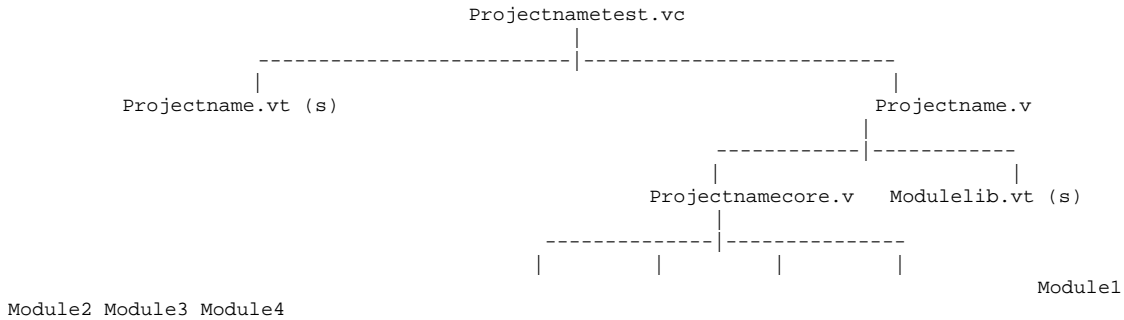 Projectnametest.vc
Projectname.vt (s) Projectname.v
Projectnamecore.v Modulelib.vt (s)
Module1
Module2 Module3 Module4